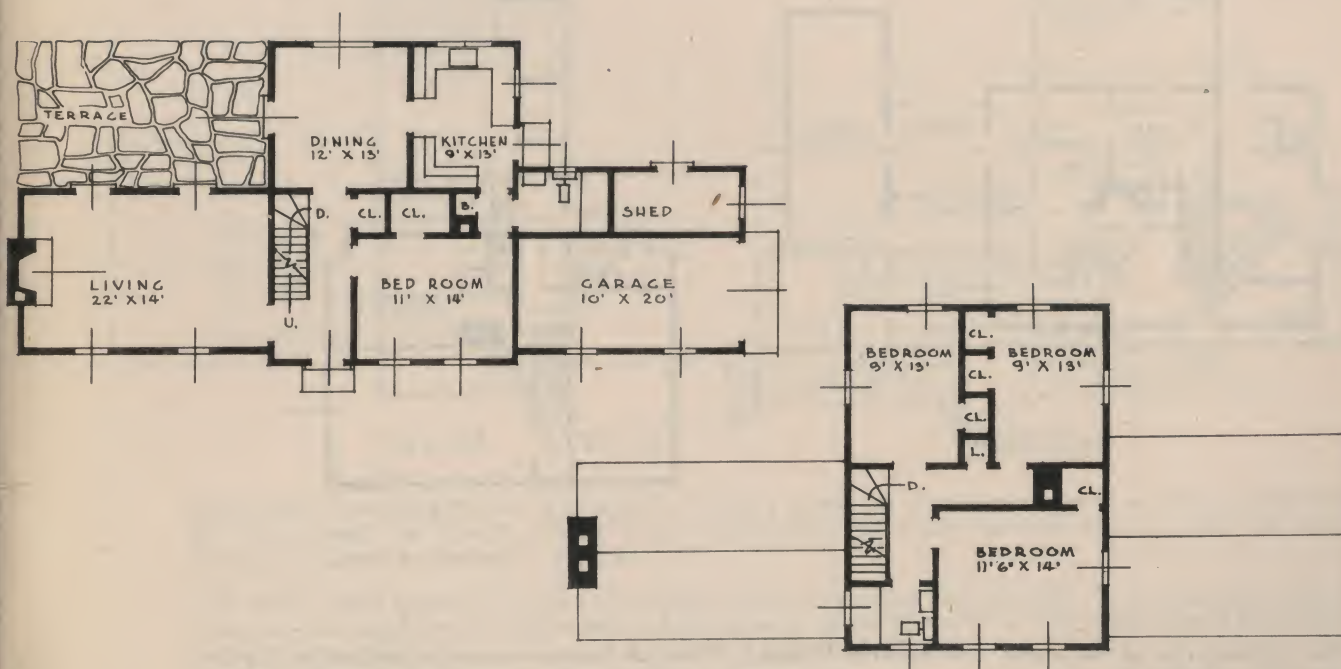 TERRACE
DINING
12' X 13'
KITCHEN
9' X 13'
D.
CL.
CL.
B.
SHED
LIVING
22' X 14'
BED ROOM
11' X 14'
GARAGE
10' X 20'
U.
BEDROOM
9' X 13'
CL.
BEDROOM
9' X 13'
CL.
CL.
L.
D.
CL.
BEDROOM
11'6" X 14'